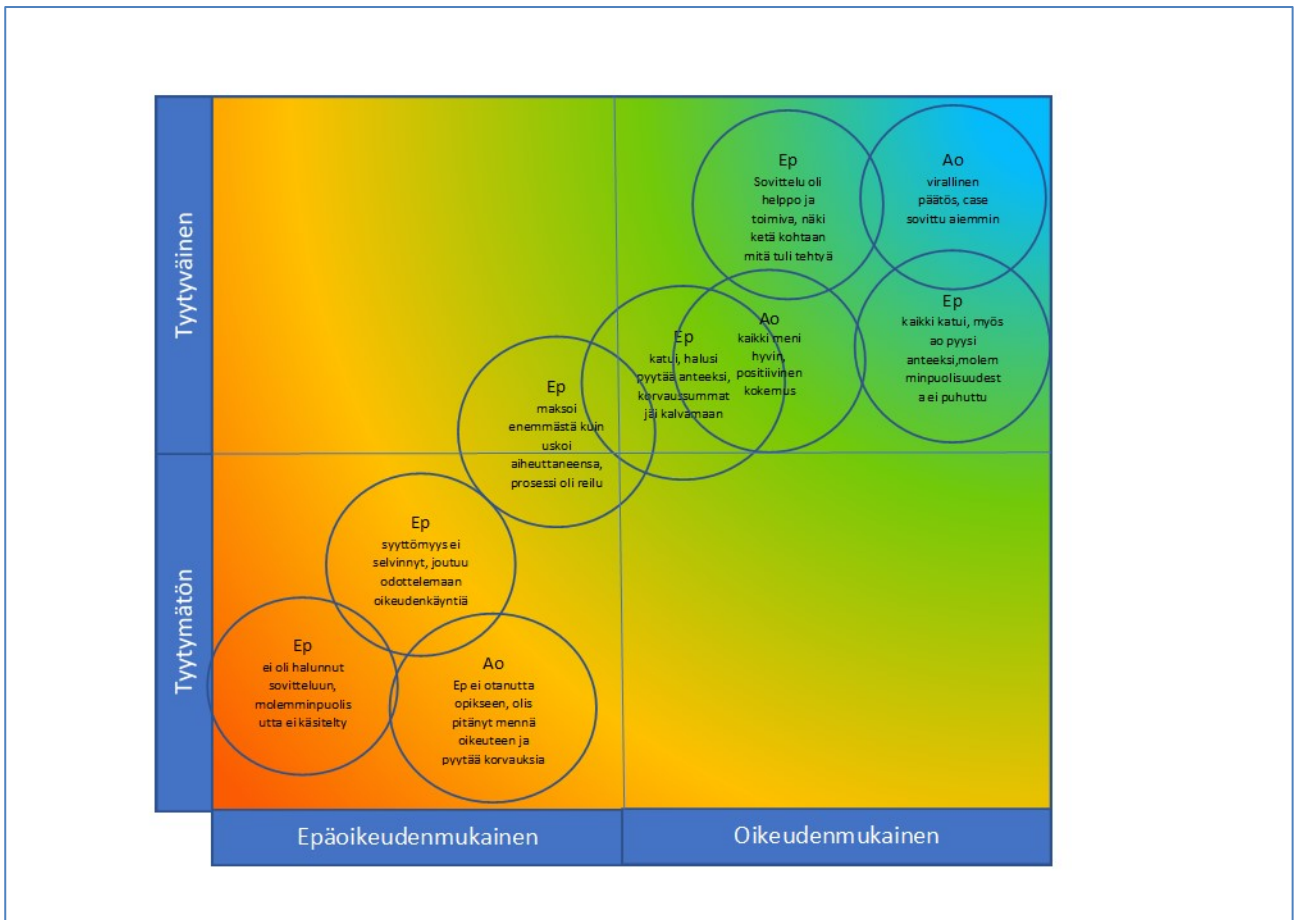 Tyytyväinen
Tyytymätön
Ep
Sovittelu oli
helppo ja
toimiva, näki
ketä kohtaan
mitä tuli tehtyä
Ao
virallinen
päätös, case
sovittu aiemmin
Ep
kaikki katui, myös
ao pyysi
anteeksi,molem
minpuolisuudest
a ei puhuttu
Ao
kaikki meni
hyvin,
positiivinen
kokemus
Ep
katui, halusi
pyytää anteeksi,
korvaussummat
jäi kalvamaan
Ep
maksoi
enemmästä kuin
uskoi
aiheuttaneensa,
prosessi oli reilu
Ep
syyttömyys ei
selvinnyt, joutuu
odottelemaan
oikeudenkäyntiä
Ep
ei oli halunnut
sovitteluun,
molemminpuolis
utta ei käsitelty
Ao
Ep ei otanutta
opikseen, olis
pitänyt mennä
oikeuteen ja
pyytää korvauksia
Epäoikeudenmukainen
Oikeudenmukainen